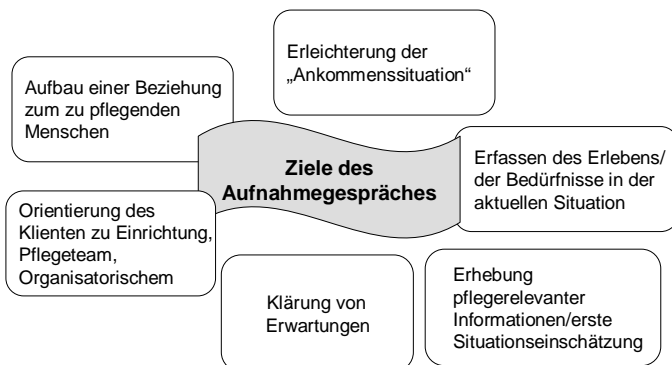 Erleichterung der
„Ankommenssituation“
Aufbau einer Beziehung
zum zu pflegenden
Menschen
Ziele des
Aufnahmegespräches
Erfassen des Erlebens/
der Bedürfnisse in der
aktuellen Situation
Orientierung des
Klienten zu Einrichtung,
Pflegeteam,
Organisatorischem
Klärung von
Erwartungen
Erhebung
pflegerelevanter
Informationen/erste
Situationseinschätzung